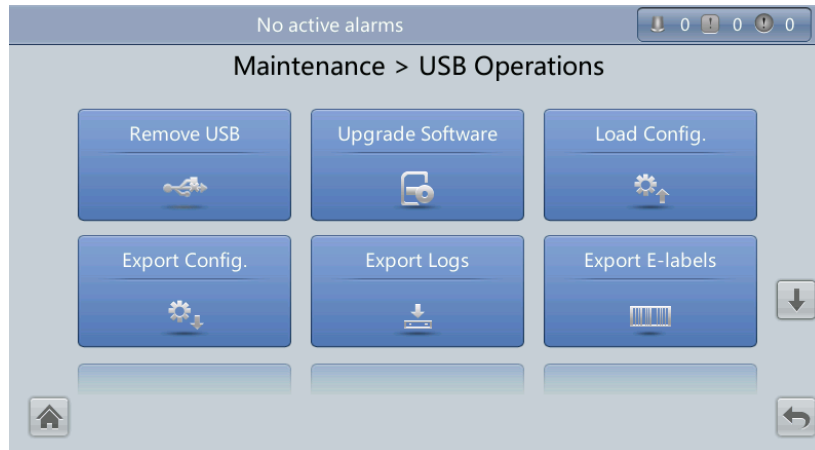 No active alarms
0 0 0
Maintenance > USB Operations
Remove USB
Upgrade Software
Load Config.
Export Config.
Export Logs
Export E-labels